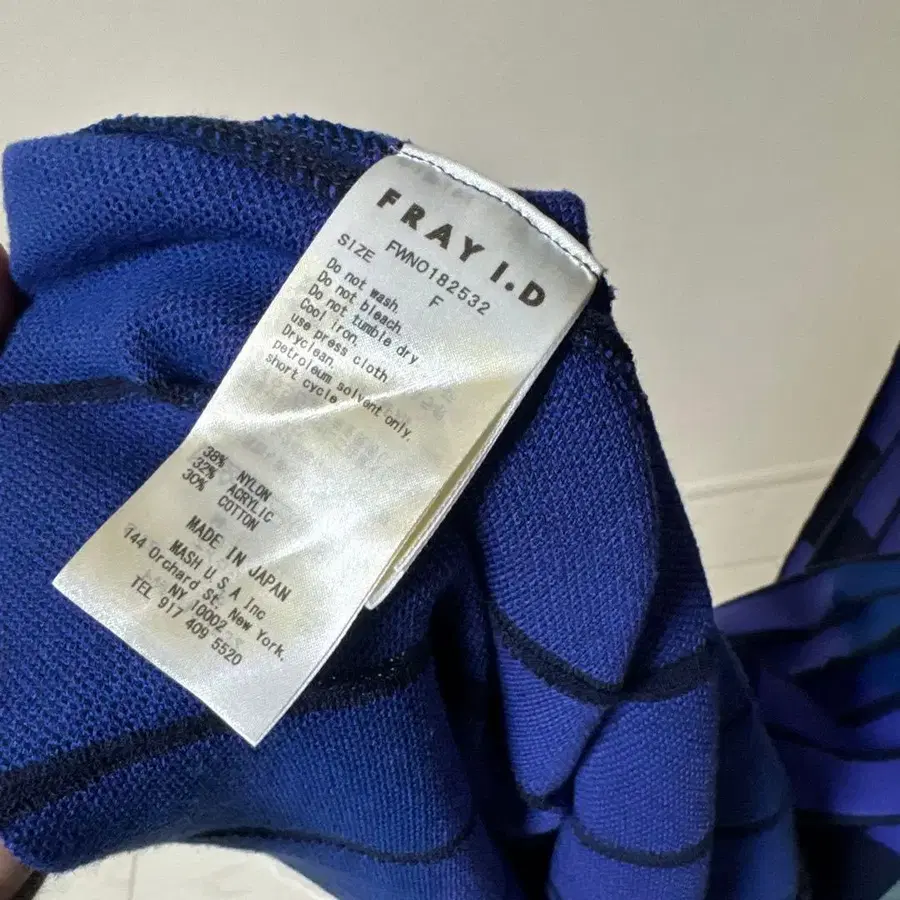 FRAY I.D
FWNO182532
SIZE F
Do not wash.
Do not bleach.
Do not tumble dry.
Cool iron.
use press cloth
Dryclean.
petroleum solvent only.
short cycle
38% NYLON
32% ACRYLIC
30% COTTON
MADE IN JAPAN
MASH U.S.A Inc
144 Orchard St. New York.
NY 10002
TEL 917 409 5520